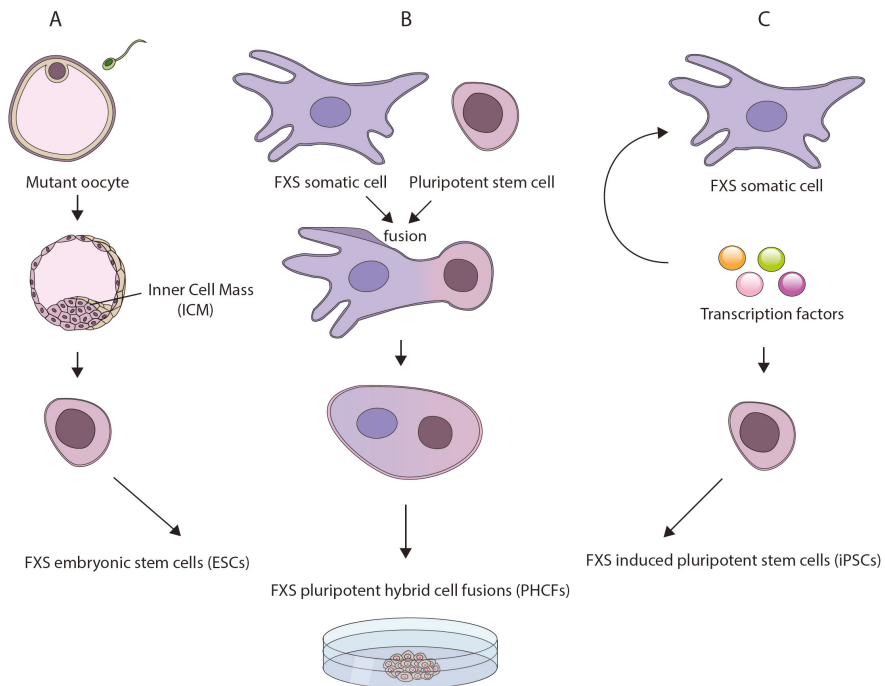 A
B
C
Mutant oocyte
FXS somatic cell
Pluripotent stem cell
FXS somatic cell
fusion
Inner Cell Mass
(ICM)
Transcription factors
FXS embryonic stem cells (ESCs)
FXS induced pluripotent stem cells (iPSCs)
FXS pluripotent hybrid cell fusions (PHCFs)